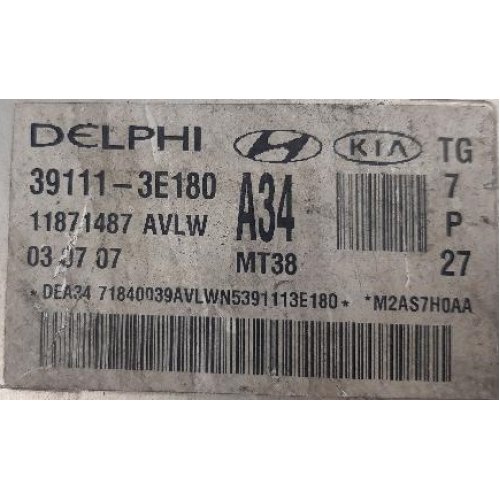 DELPHI KIA TG
39111-3E180 A34 7
11871487 AVLW P
03 07 07 MT38 27
*DEA34 71840039AVLWN5391113E180* *M2AS7H0AA